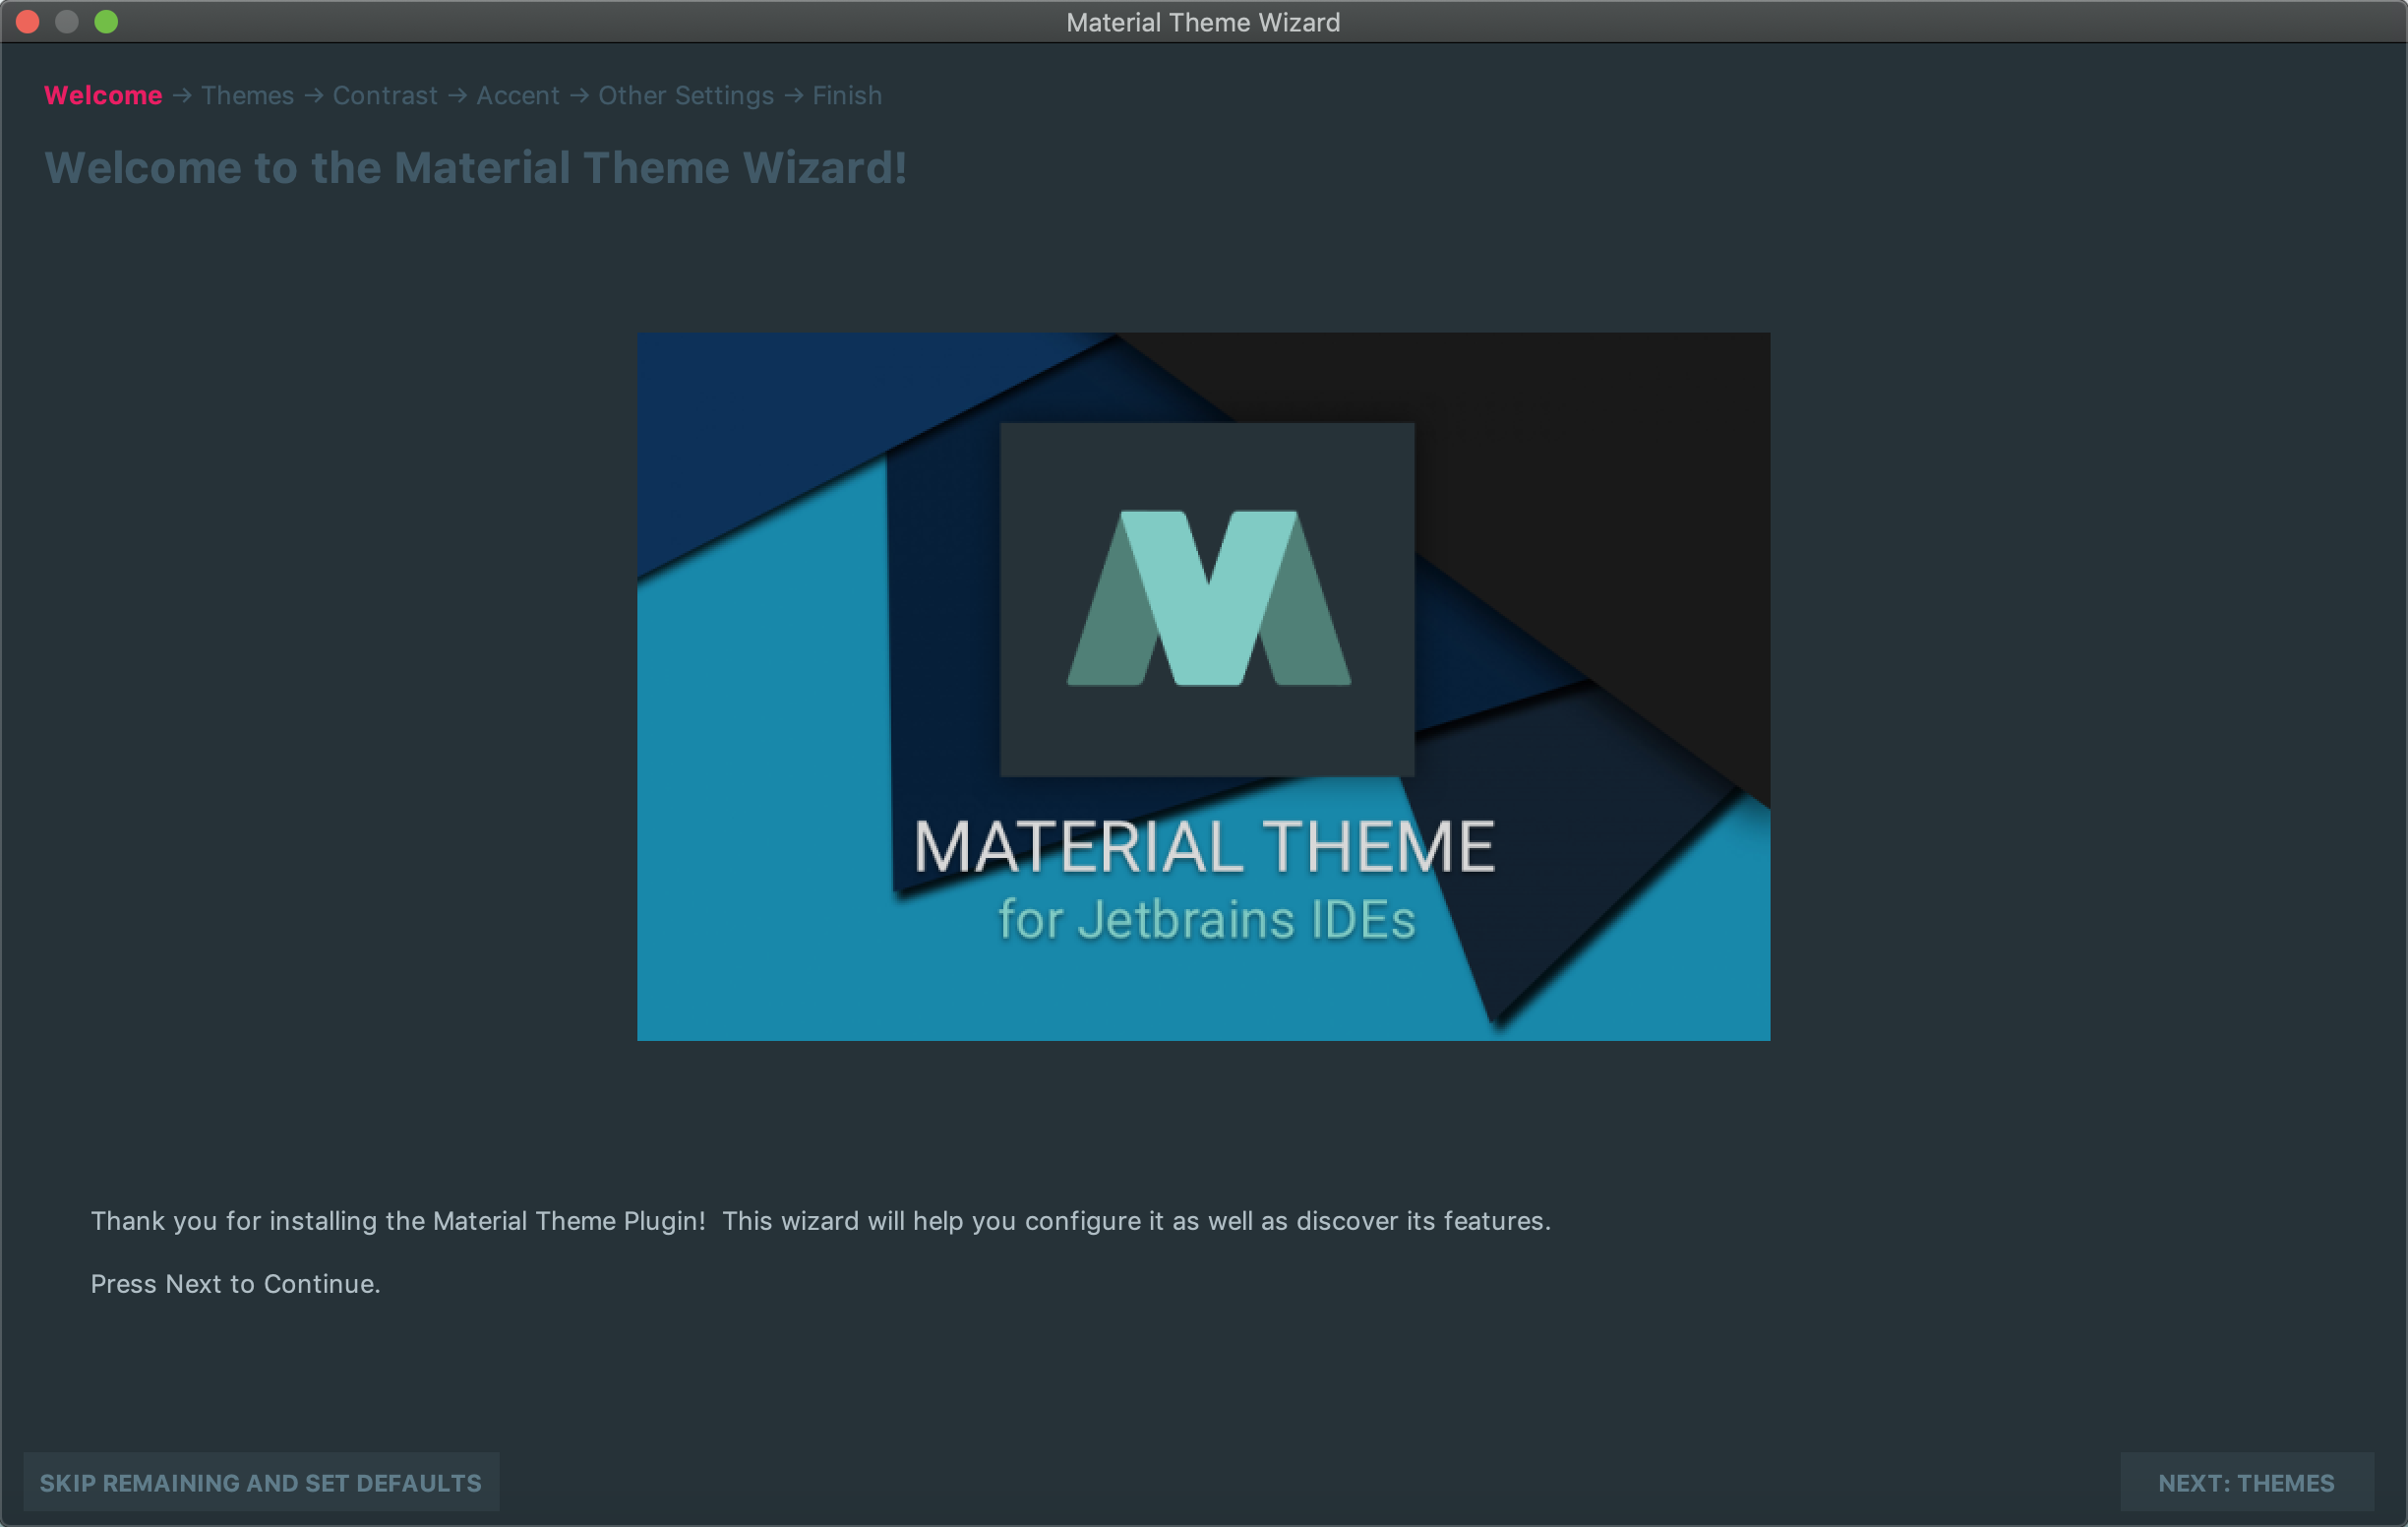 Material Theme Wizard
Welcome → Themes → Contrast → Accent → Other Settings → Finish
Welcome to the Material Theme Wizard!
MATERIAL THEME
for Jetbrains IDEs
Thank you for installing the Material Theme Plugin!  This wizard will help you configure it as well as discover its features.
Press Next to Continue.
SKIP REMAINING AND SET DEFAULTS
NEXT: THEMES